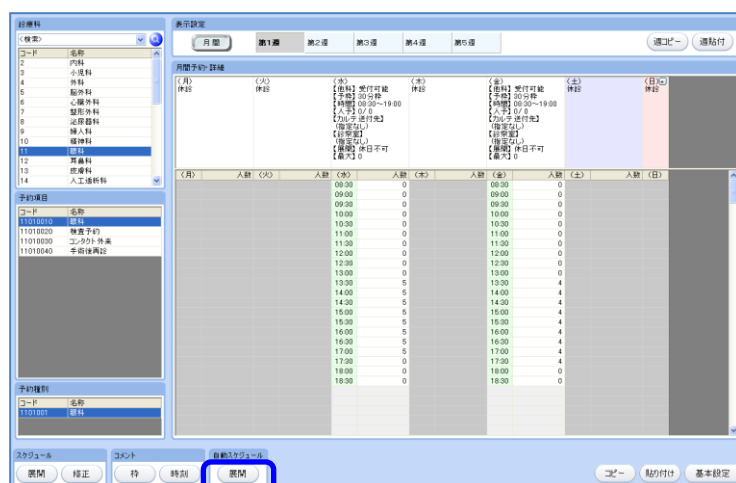 診療科
<検索>
コード 名称
2 内科
3 小児科
4 外科
5 脳外科
6 心臓外科
7 整形外科
8 泌尿器科
9 婦人科
10 精神科
11 眼科
12 耳鼻科
13 皮膚科
14 人工透析科
予約項目
コード 名称
11010010 眼科
11010020 検査予約
11010030 コンタクト外来
11010040 手術後再診
予約種別
コード 名称
1101001 眼科
表示設定
月間 第1週 第2週 第3週 第4週 第5週 週コピー 週貼付
月間予約・詳細
(月)
休診
(火)
休診
(水)
【他科】受付可能
【予枠】30分枠
【時間】08:30～19:00
【人予】0/ 0
【カルテ送付先】
(指定なし)
【診察室】
(指定なし)
【展開】休日不可
【最大】0
(木)
休診
(金)
【他科】受付可能
【予枠】30分枠
【時間】08:30～19:00
【人予】0/ 0
【カルテ送付先】
(指定なし)
【診察室】
(指定なし)
【展開】休日不可
【最大】0
(土)
休診
(日)
休診
(月) 人数 (火) 人数 (水) 人数 (木) 人数 (金) 人数 (土) 人数 (日)
08:30 0 08:30 0
09:00 0 09:00 0
09:30 0 09:30 0
10:00 0 10:00 0
10:30 0 10:30 0
11:00 0 11:00 0
11:30 0 11:30 0
12:00 0 12:00 0
12:30 0 12:30 0
13:00 0 13:00 0
13:30 5 13:30 4
14:00 5 14:00 4
14:30 5 14:30 4
15:00 5 15:00 4
15:30 5 15:30 4
16:00 5 16:00 4
16:30 5 16:30 4
17:00 5 17:00 4
17:30 0 17:30 4
18:00 0 18:00 0
18:30 0 18:30 0
スケジュール
展開 修正
コメント
枠 時刻
自動スケジュール
展開
コピー 貼り付け 基本設定